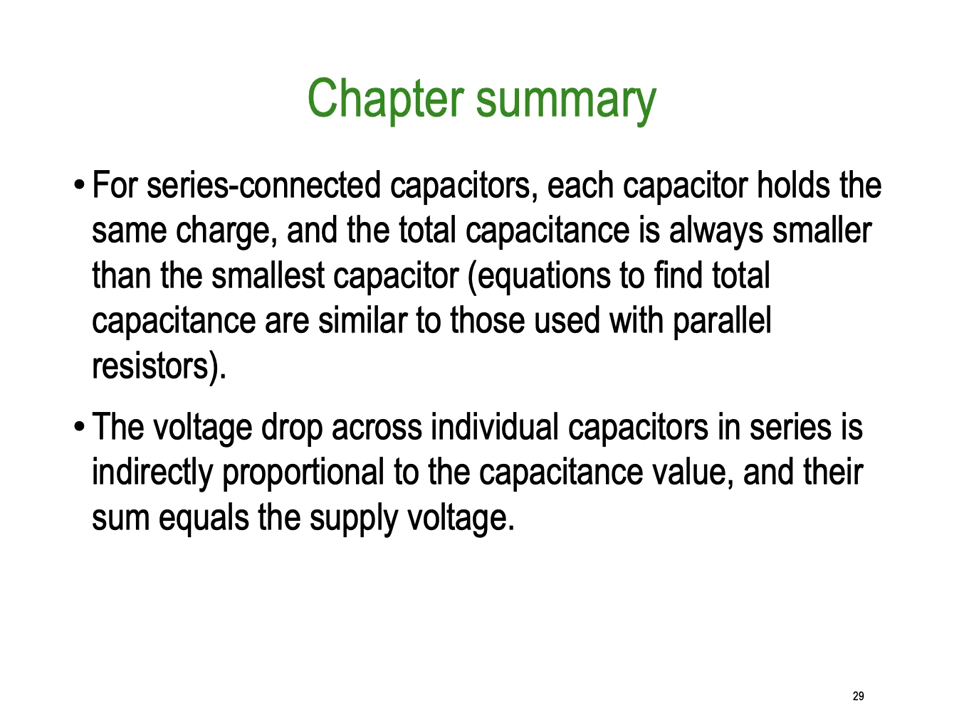 Chapter summary
• For series-connected capacitors, each capacitor holds the
same charge, and the total capacitance is always smaller
than the smallest capacitor (equations to find total
capacitance are similar to those used with parallel
resistors).
• The voltage drop across individual capacitors in series is
indirectly proportional to the capacitance value, and their
sum equals the supply voltage.
29